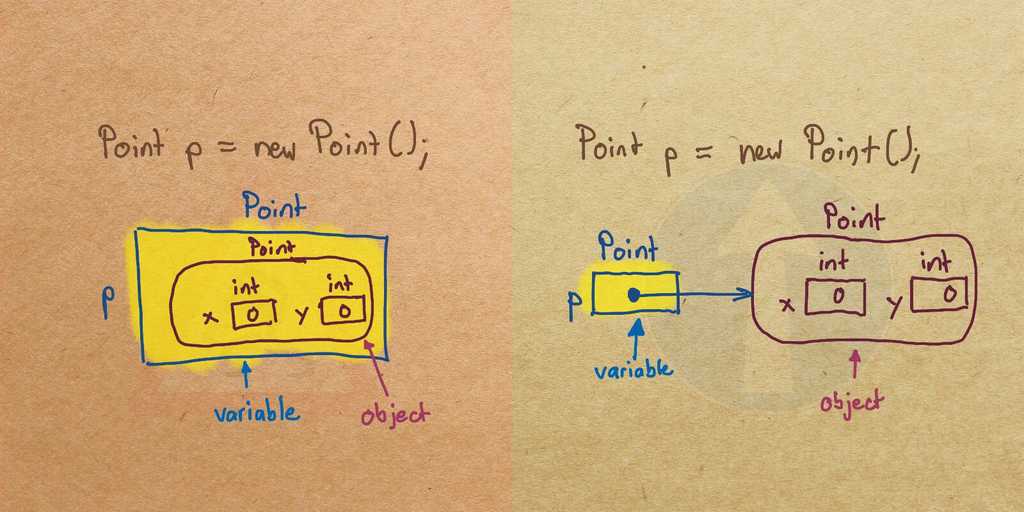 Point p = new Point();
Point
Point
int int
p x 0 y 0
variable
object
Point p = new Point();
Point
Point
int int
p x 0 y 0
variable
object